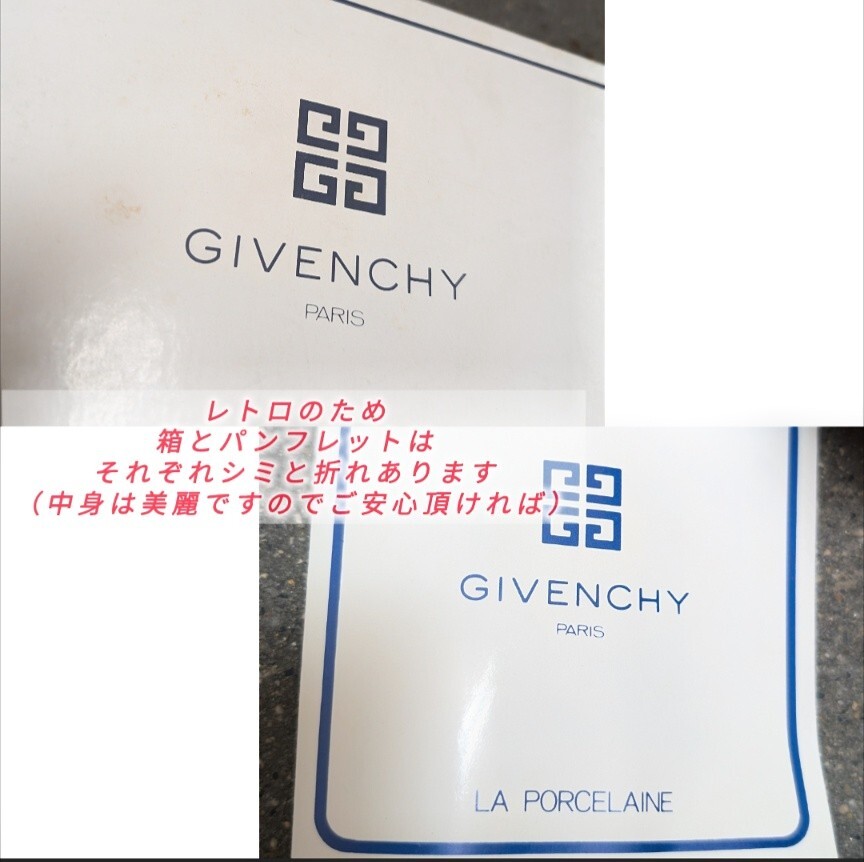 GIVENCHY
PARIS
レトロのため
箱とパンフレットは
それぞれシミと折れあります
（中身は美麗ですのでご安心頂ければ）
GIVENCHY
PARIS
LA PORCELAINE